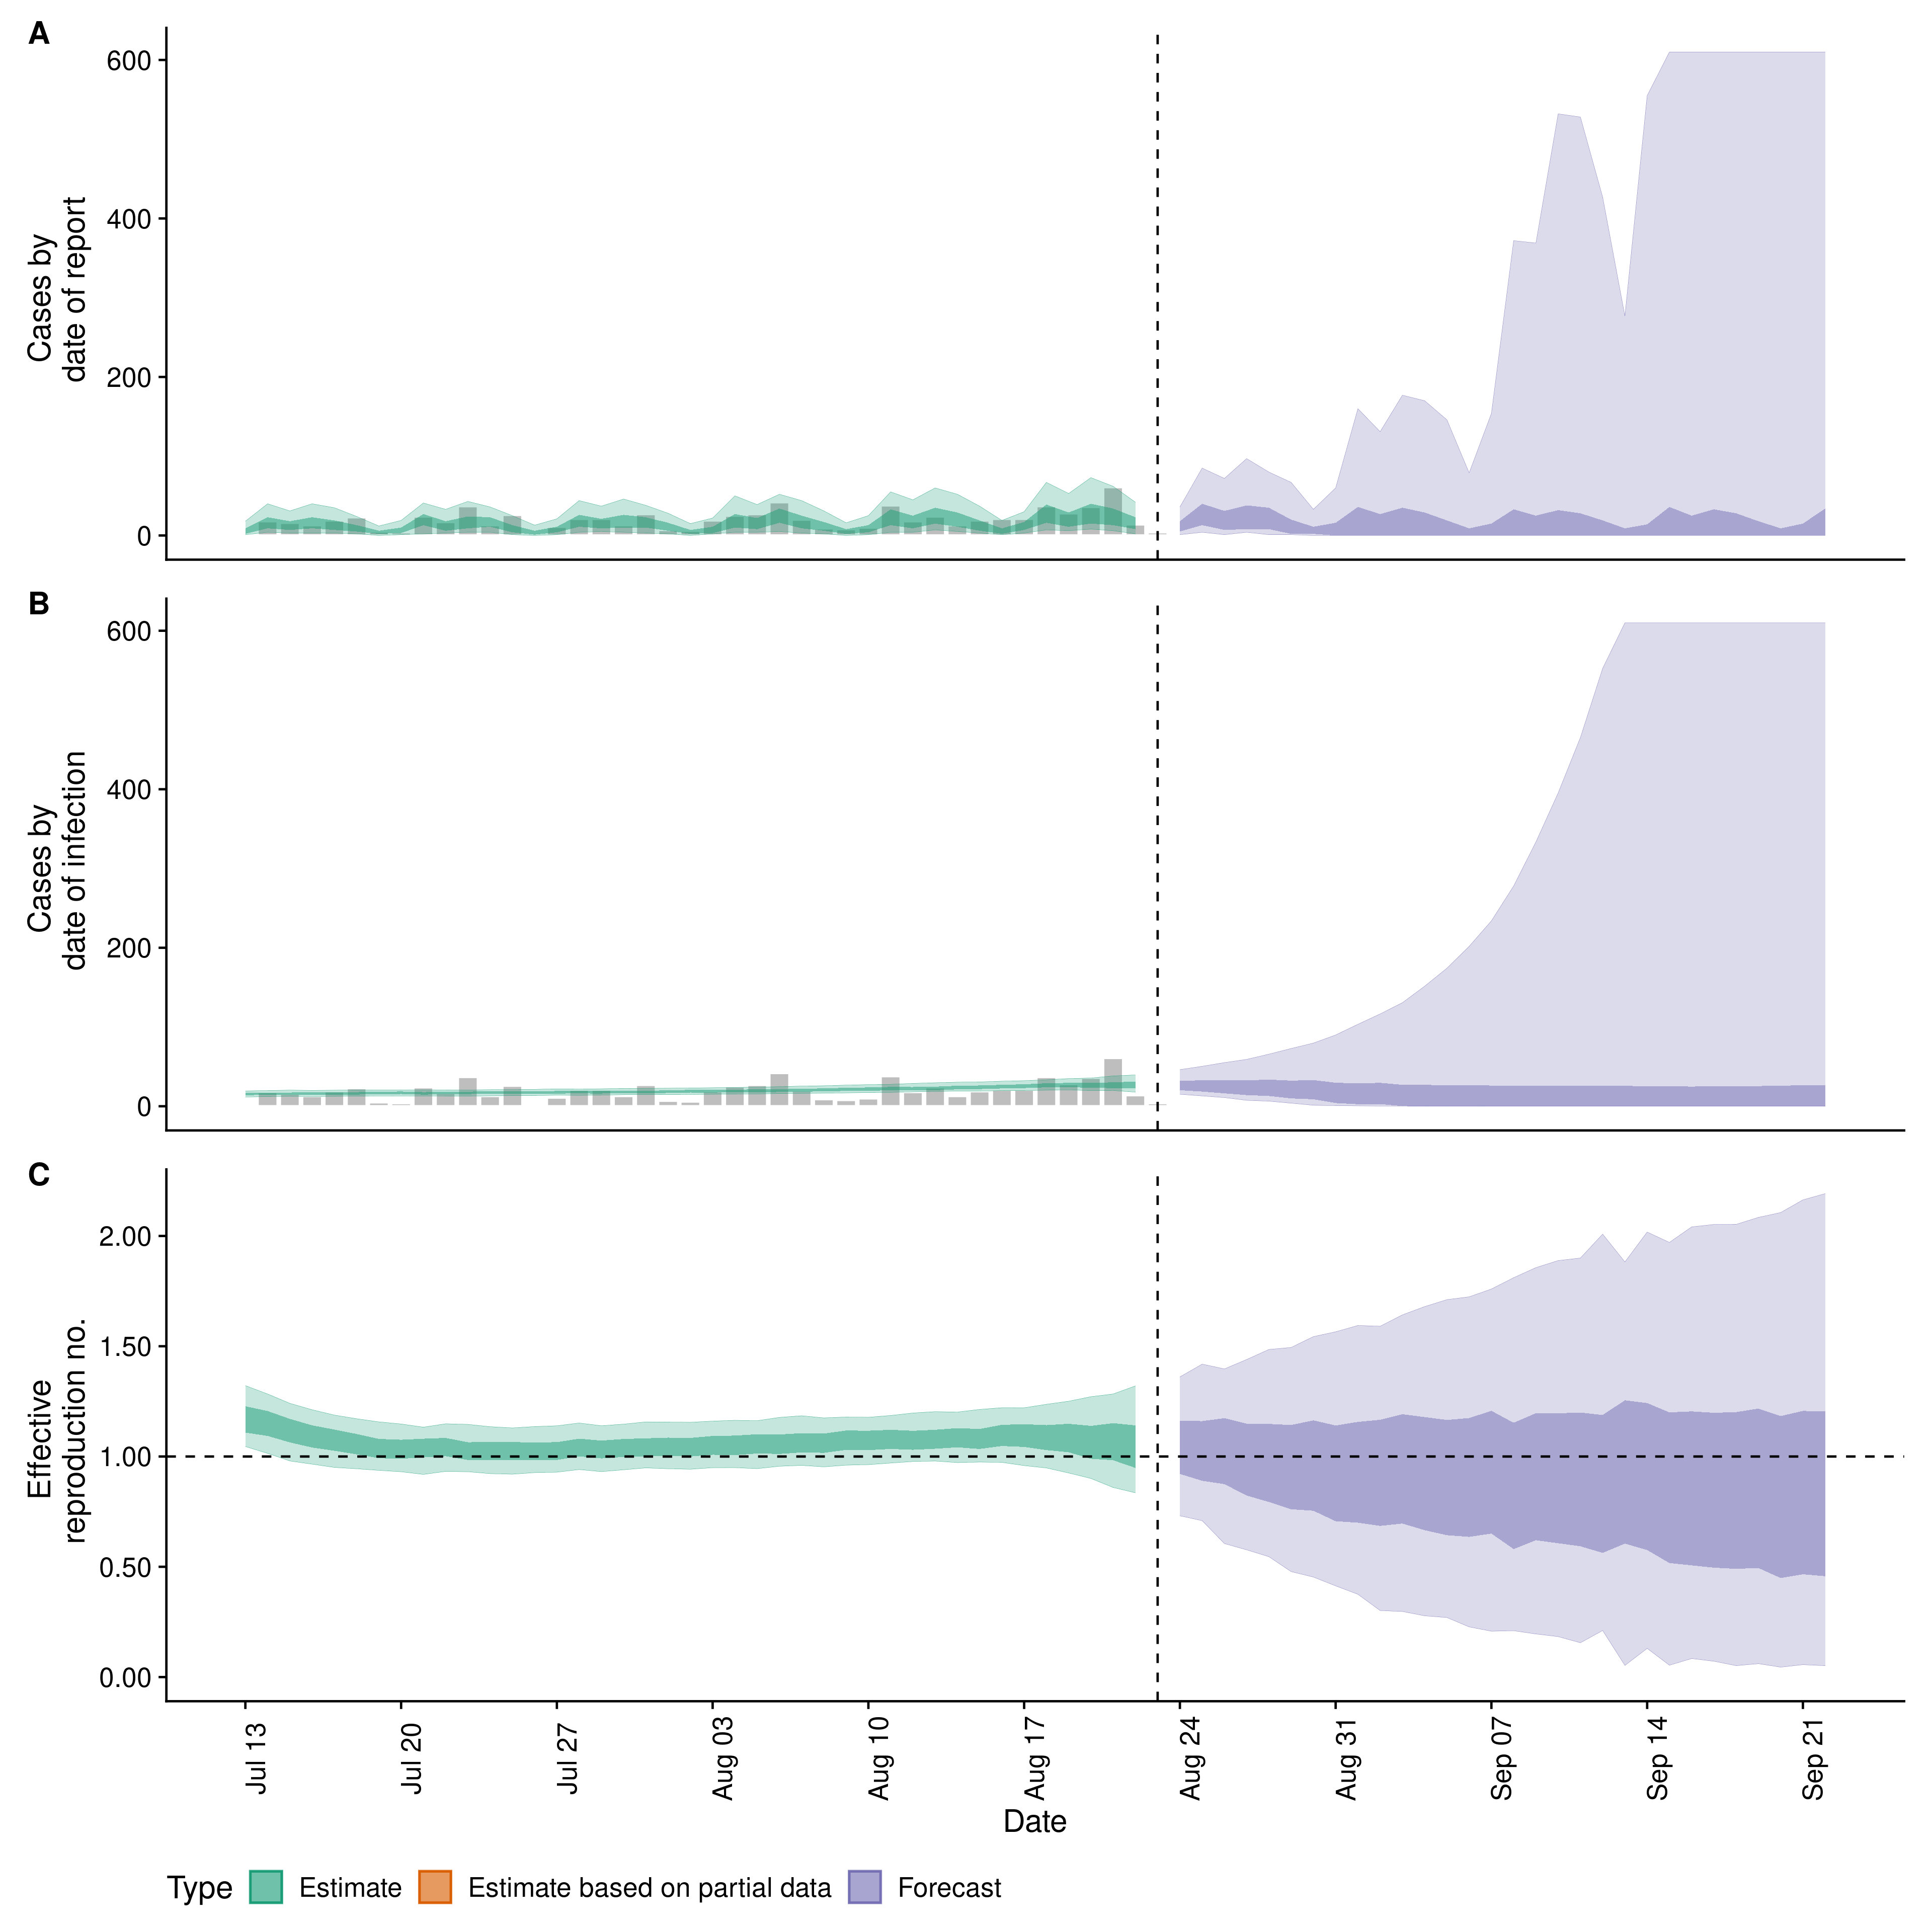 A
600
400
200
0
Cases by
date of report
B
600
400
200
0
Cases by
date of infection
C
2.00
1.50
1.00
0.50
0.00
Effective
reproduction no.
Jul 13
Jul 20
Jul 27
Aug 03
Aug 10
Aug 17
Aug 24
Aug 31
Sep 07
Sep 14
Sep 21
Date
Type Estimate Estimate based on partial data Forecast